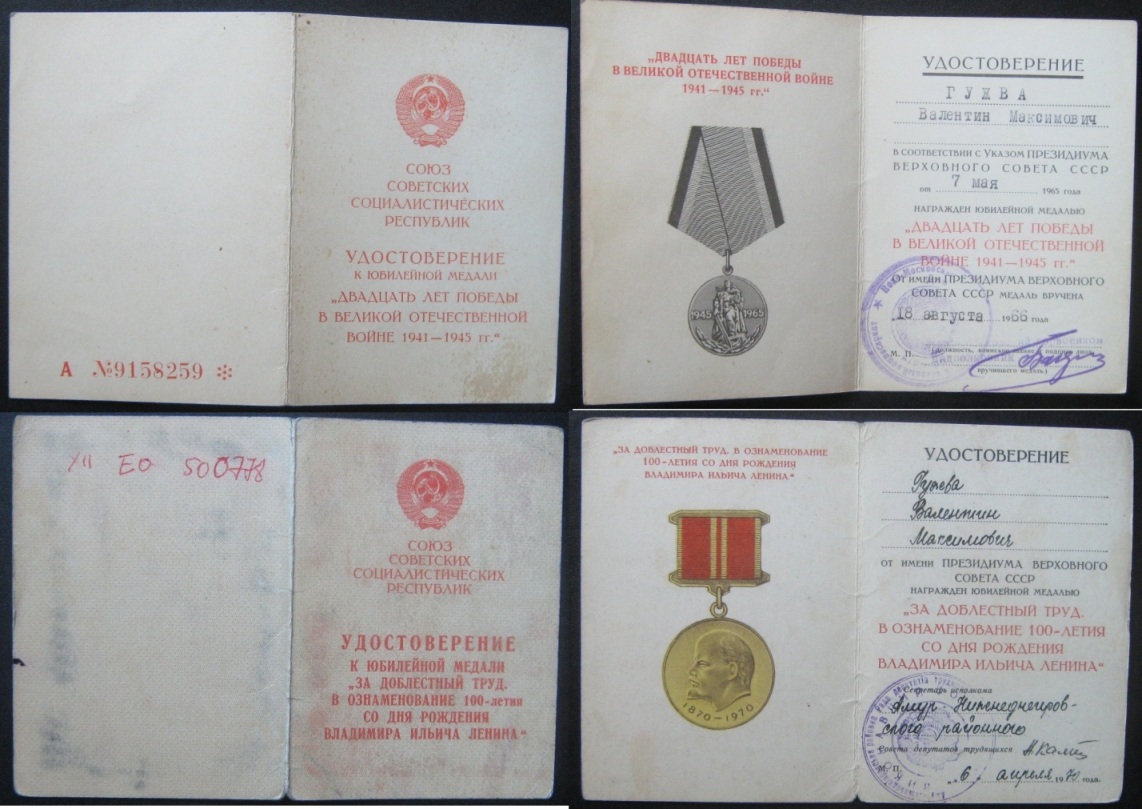 СОЮЗ
СОВЕТСКИХ
СОЦИАЛИСТИЧЕСКИХ
РЕСПУБЛИК
УДОСТОВЕРЕНИЕ
К ЮБИЛЕЙНОЙ МЕДАЛИ
„ДВАДЦАТЬ ЛЕТ ПОБЕДЫ
В ВЕЛИКОЙ ОТЕЧЕСТВЕННОЙ
ВОЙНЕ 1941—1945 гг.“
А №9158259
„ДВАДЦАТЬ ЛЕТ ПОБЕДЫ
В ВЕЛИКОЙ ОТЕЧЕСТВЕННОЙ ВОЙНЕ
1941—1945 гг.“
1945 1965
УДОСТОВЕРЕНИЕ
ГУЖВА
Валентин Максимович
В СООТВЕТСТВИИ С УКАЗОМ ПРЕЗИДИУМА
ВЕРХОВНОГО СОВЕТА СССР
от 7 мая 1965 года
НАГРАЖДЕН ЮБИЛЕЙНОЙ МЕДАЛЬЮ
„ДВАДЦАТЬ ЛЕТ ПОБЕДЫ
В ВЕЛИКОЙ ОТЕЧЕСТВЕННОЙ
ВОЙНЕ 1941—1945 гг.“
ОТ ИМЕНИ ПРЕЗИДИУМА ВЕРХОВНОГО
СОВЕТА СССР МЕДАЛЬ ВРУЧЕНА
18 августа 1966 года
М. П.
вручившего медаль)
УП ЕО 500778
СОЮЗ
СОВЕТСКИХ
СОЦИАЛИСТИЧЕСКИХ
РЕСПУБЛИК
УДОСТОВЕРЕНИЕ
К ЮБИЛЕЙНОЙ МЕДАЛИ
„ЗА ДОБЛЕСТНЫЙ ТРУД.
В ОЗНАМЕНОВАНИЕ 100-летия
СО ДНЯ РОЖДЕНИЯ
ВЛАДИМИРА ИЛЬИЧА ЛЕНИНА“
„ЗА ДОБЛЕСТНЫЙ ТРУД. В ОЗНАМЕНОВАНИЕ
100-ЛЕТИЯ СО ДНЯ РОЖДЕНИЯ
ВЛАДИМИРА ИЛЬИЧА ЛЕНИНА“
1870-1970
УДОСТОВЕРЕНИЕ
Гужва
Валентин
Максимович
ОТ ИМЕНИ ПРЕЗИДИУМА ВЕРХОВНОГО
СОВЕТА СССР
НАГРАЖДЕН ЮБИЛЕЙНОЙ МЕДАЛЬЮ
„ЗА ДОБЛЕСТНЫЙ ТРУД.
В ОЗНАМЕНОВАНИЕ 100-ЛЕТИЯ
СО ДНЯ РОЖДЕНИЯ
ВЛАДИМИРА ИЛЬИЧА ЛЕНИНА“
Секретарь исполкома
Амур-Нижнеднепров-
ского районного
Совета депутатов трудящихся
М. П.
6 апреля 1970 года.